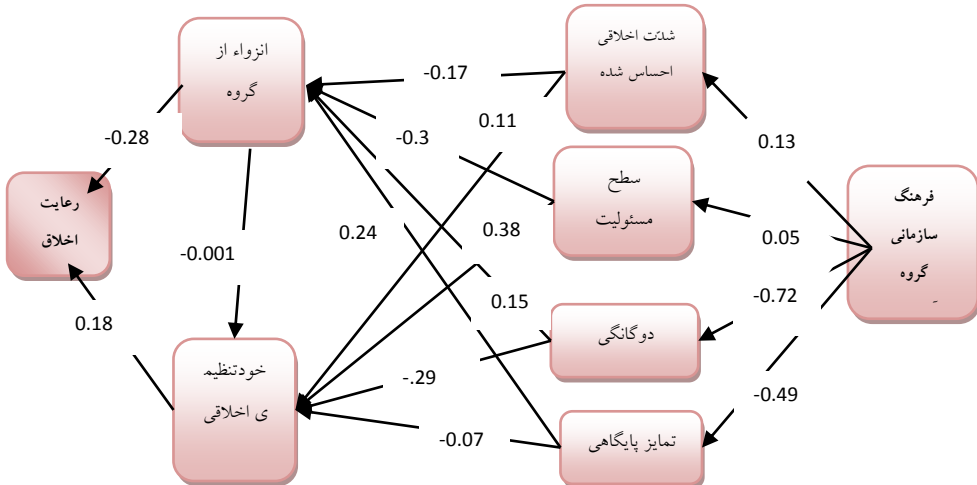 شدّت اخلاقی
احساس شده
سطح
مسئولیت
دوگانگی
تمایز پایگاهی
فرهنگ
سازمانی
گروه
-
انزواء از
گروه
خودتنظیم
ی اخلاقی
رعایت
اخلاق
0.13
0.05
-0.72
-0.49
-0.17
0.11
-0.3
0.38
0.24
0.15
-.29
-0.07
-0.001
-0.28
0.18